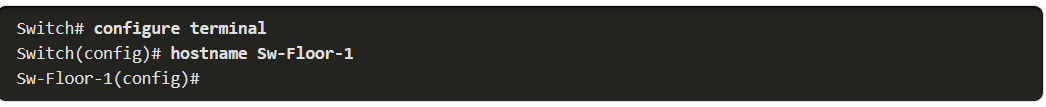 Switch# configure terminal
Switch(config)# hostname Sw-Floor-1
Sw-Floor-1(config)#